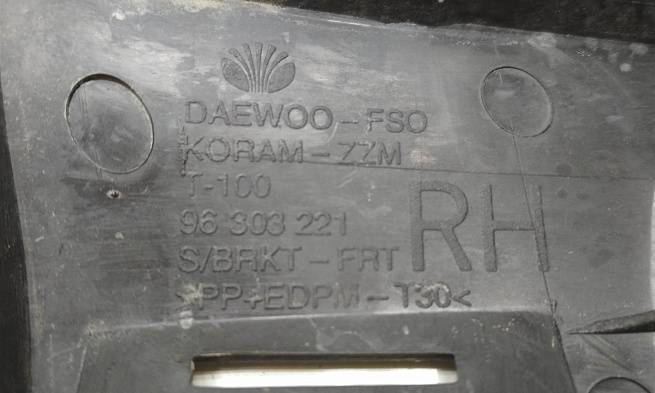 DAEWOO-FSO
KORAM-ZZM
T-100
96 303 221
S/BRKT-FRT RH
>PP+EDPM-T30<